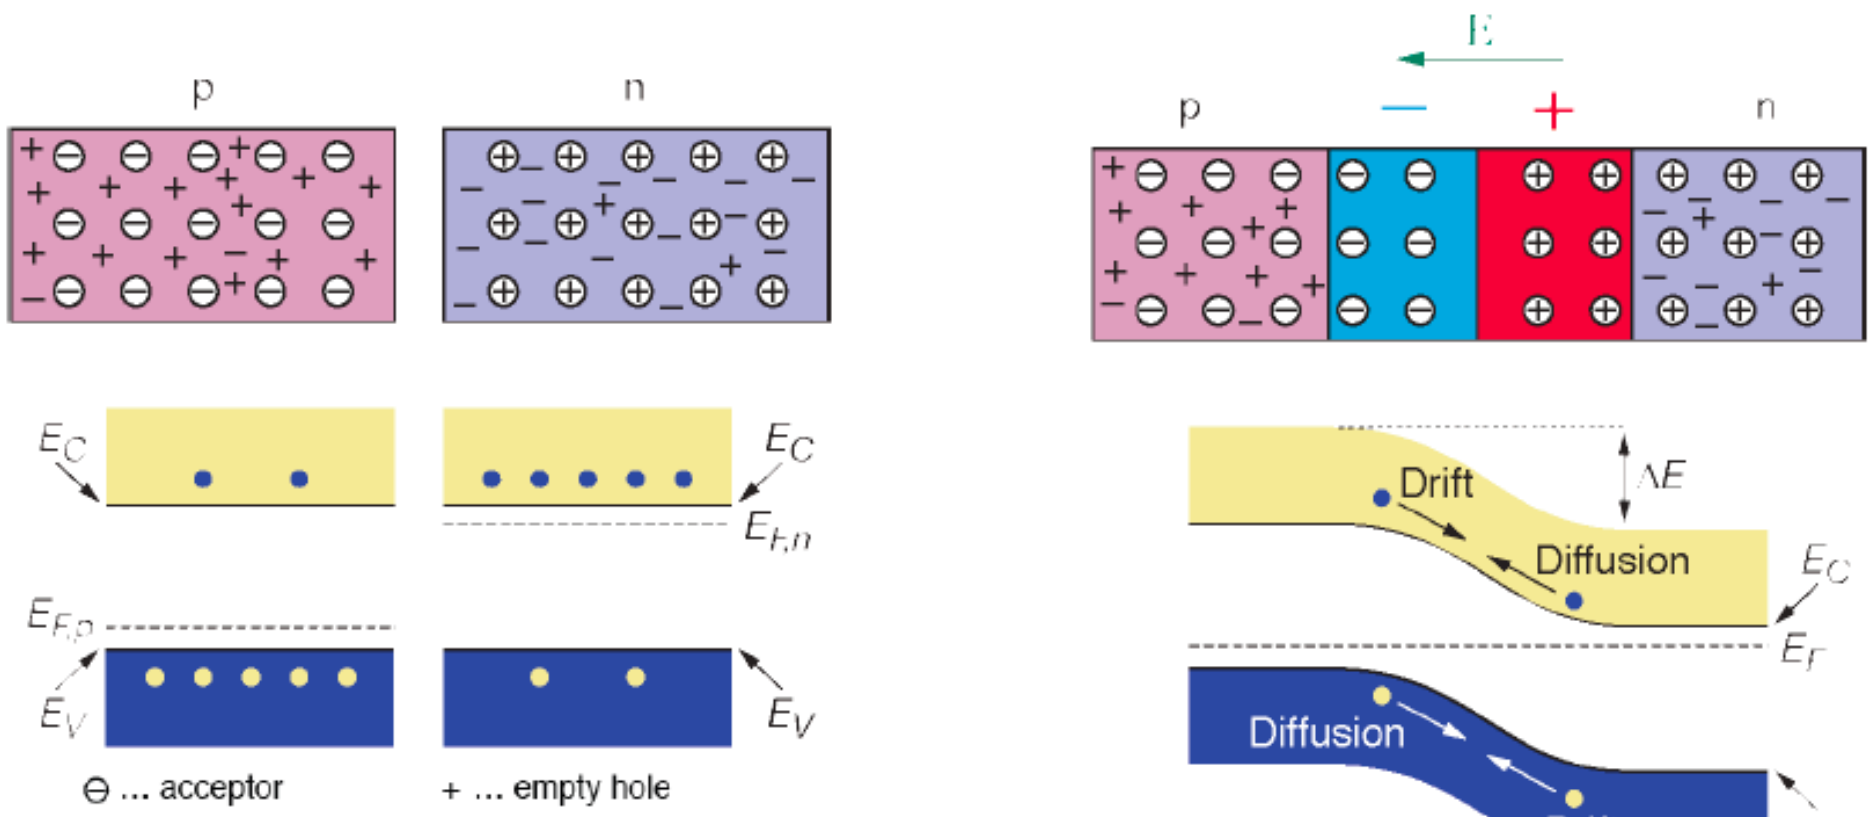 E
p n
p − + n
E_C
E_C
E_F,n
E_F,p
E_V
E_V
⊖ ... acceptor
+ ... empty hole
Drift
ΔE
Diffusion
E_C
E_F
Diffusion